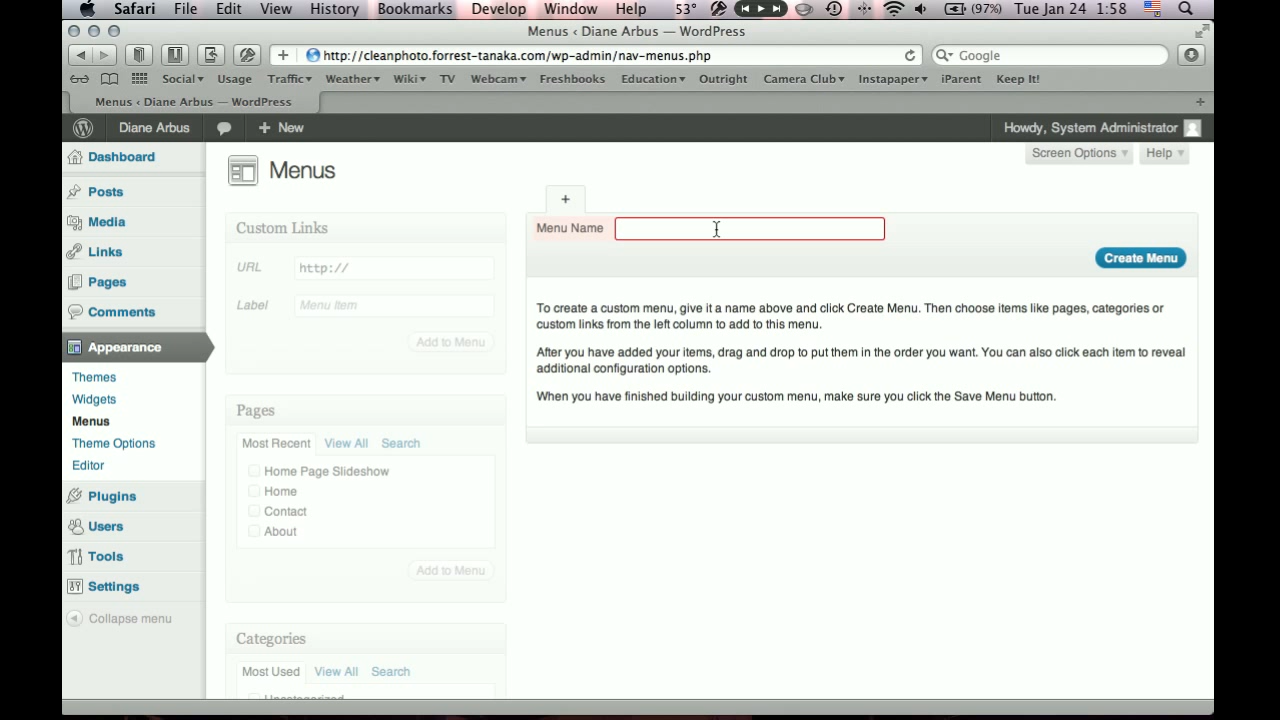 Safari File Edit View History Bookmarks Develop Window Help 53° (97%) Tue Jan 24 1:58
Menus ‹ Diane Arbus — WordPress
http://cleanphoto.forrest-tanaka.com/wp-admin/nav-menus.php Google
Social▾ Usage Traffic▾ Weather▾ Wiki▾ TV Webcam▾ Freshbooks Education▾ Outright Camera Club▾ Instapaper▾ iParent Keep It!
Menus ‹ Diane Arbus — WordPress +
Diane Arbus + New Howdy, System Administrator
Screen Options ▾ Help ▾
Dashboard
Posts
Media
Links
Pages
Comments
Appearance
Themes
Widgets
Menus
Theme Options
Editor
Plugins
Users
Tools
Settings
Collapse menu
Menus
Custom Links
URL http://
Label Menu Item
Add to Menu
Pages
Most Recent View All Search
Home Page Slideshow
Home
Contact
About
Add to Menu
Categories
Most Used View All Search
Uncategorized
+
Menu Name
Create Menu
To create a custom menu, give it a name above and click Create Menu. Then choose items like pages, categories or
custom links from the left column to add to this menu.
After you have added your items, drag and drop to put them in the order you want. You can also click each item to reveal
additional configuration options.
When you have finished building your custom menu, make sure you click the Save Menu button.